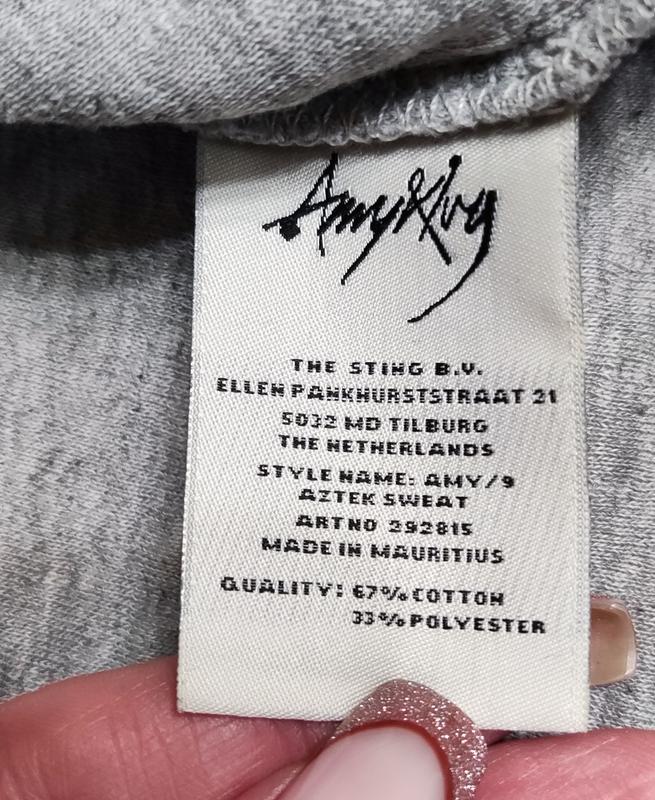 Amy&Ivy
THE STING B.V.
ELLEN PANKHURSTSTRAAT 21
5032 MD TILBURG
THE NETHERLANDS
STYLE NAME: AMY/9
AZTEK SWEAT
ARTNO 292815
MADE IN MAURITIUS
QUALITY: 67% COTTON
33% POLYESTER